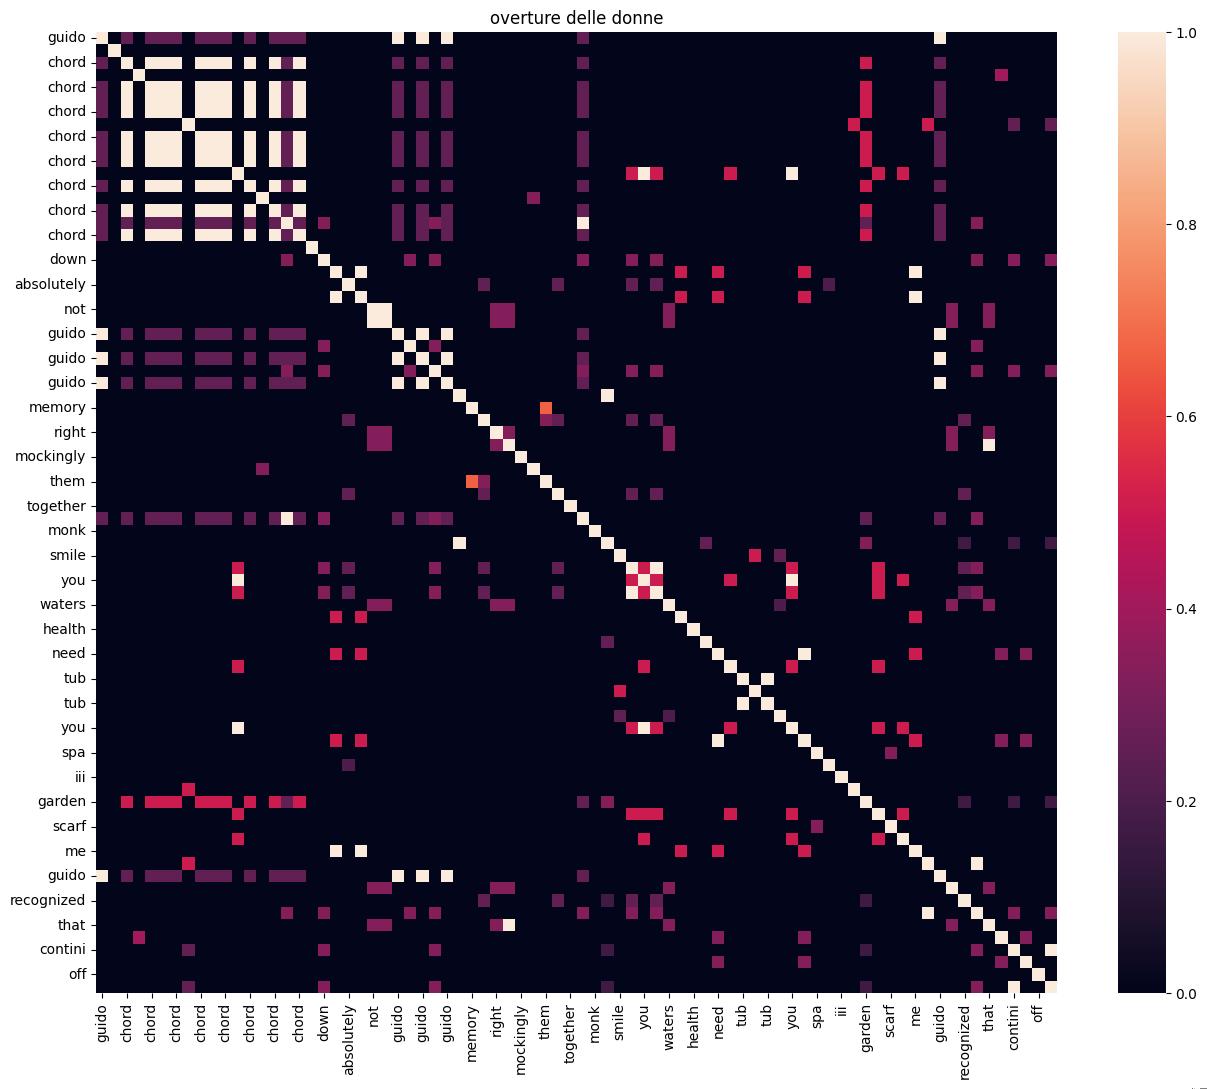 overture delle donne
guido
chord
chord
chord
chord
chord
chord
chord
chord
down
absolutely
not
guido
guido
guido
memory
right
mockingly
them
together
monk
smile
you
waters
health
need
tub
tub
you
spa
iii
garden
scarf
me
guido
recognized
that
contini
off
1.0
0.8
0.6
0.4
0.2
0.0
guido
chord
chord
chord
chord
chord
chord
chord
chord
down
absolutely
not
guido
guido
guido
memory
right
mockingly
them
together
monk
smile
you
waters
health
need
tub
tub
you
spa
iii
garden
scarf
me
guido
recognized
that
contini
off